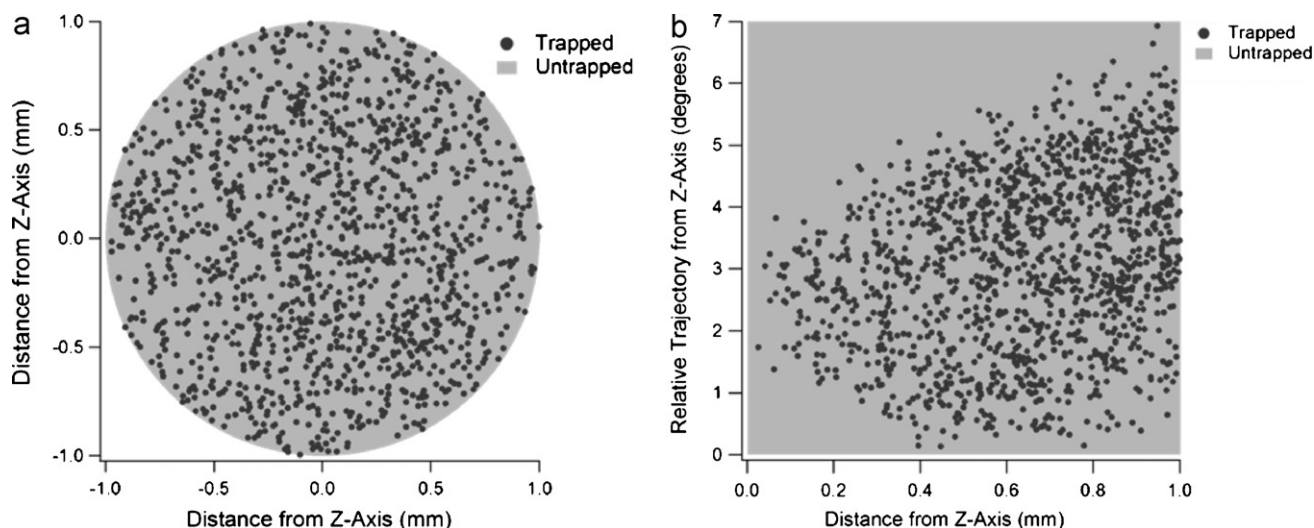 a
Distance from Z-Axis (mm)
1.0
0.5
0.0
-0.5
-1.0
-1.0 -0.5 0.0 0.5 1.0
Distance from Z-Axis (mm)
Trapped
Untrapped
b
Relative Trajectory from Z-Axis (degrees)
7
6
5
4
3
2
1
0
0.0 0.2 0.4 0.6 0.8 1.0
Distance from Z-Axis (mm)
Trapped
Untrapped